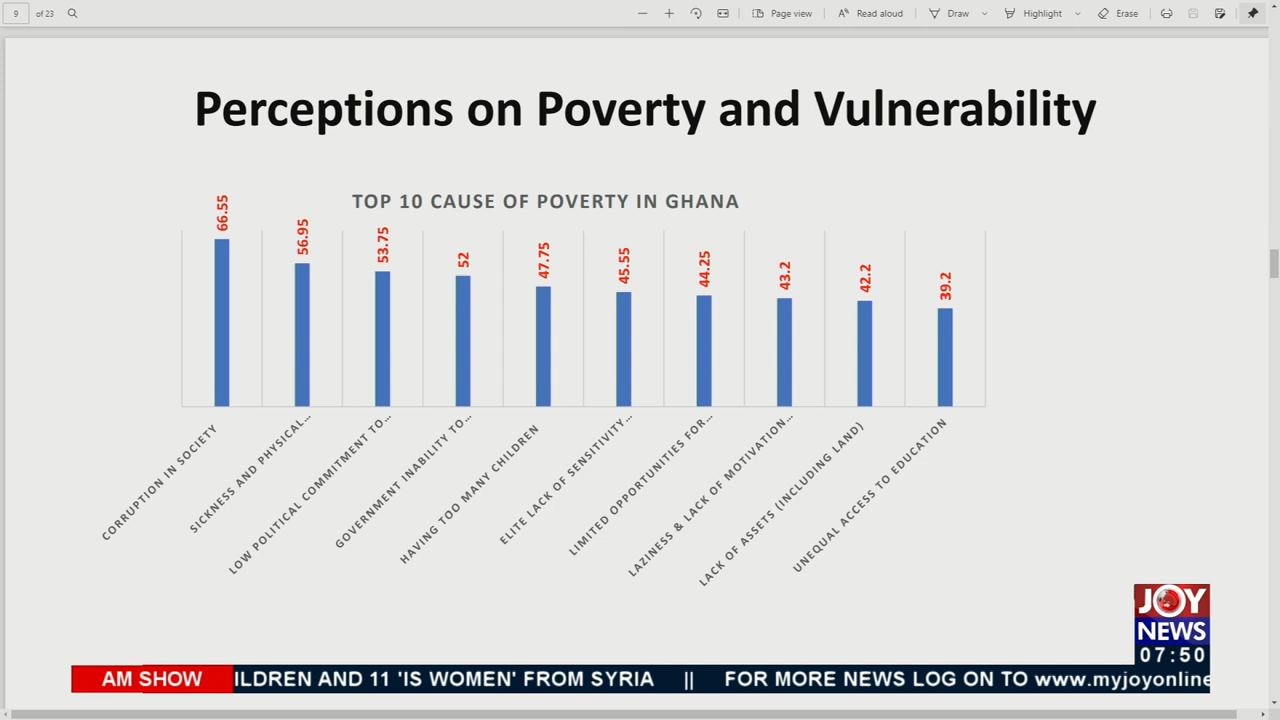 9 of 23 Page view Read aloud Draw Highlight Erase
Perceptions on Poverty and Vulnerability
TOP 10 CAUSE OF POVERTY IN GHANA
66.55
56.95
53.75
52
47.75
45.55
44.25
43.2
42.2
39.2
CORRUPTION IN SOCIETY
SICKNESS AND PHYSICAL…
LOW POLITICAL COMMITMENT TO…
GOVERNMENT INABILITY TO…
HAVING TOO MANY CHILDREN
ELITE LACK OF SENSITIVITY…
LIMITED OPPORTUNITIES FOR…
LAZINESS & LACK OF MOTIVATION…
LACK OF ASSETS (INCLUDING LAND)
UNEQUAL ACCESS TO EDUCATION
JOY
NEWS
07:50
AM SHOW ILDREN AND 11 'IS WOMEN' FROM SYRIA || FOR MORE NEWS LOG ON TO www.myjoyonline